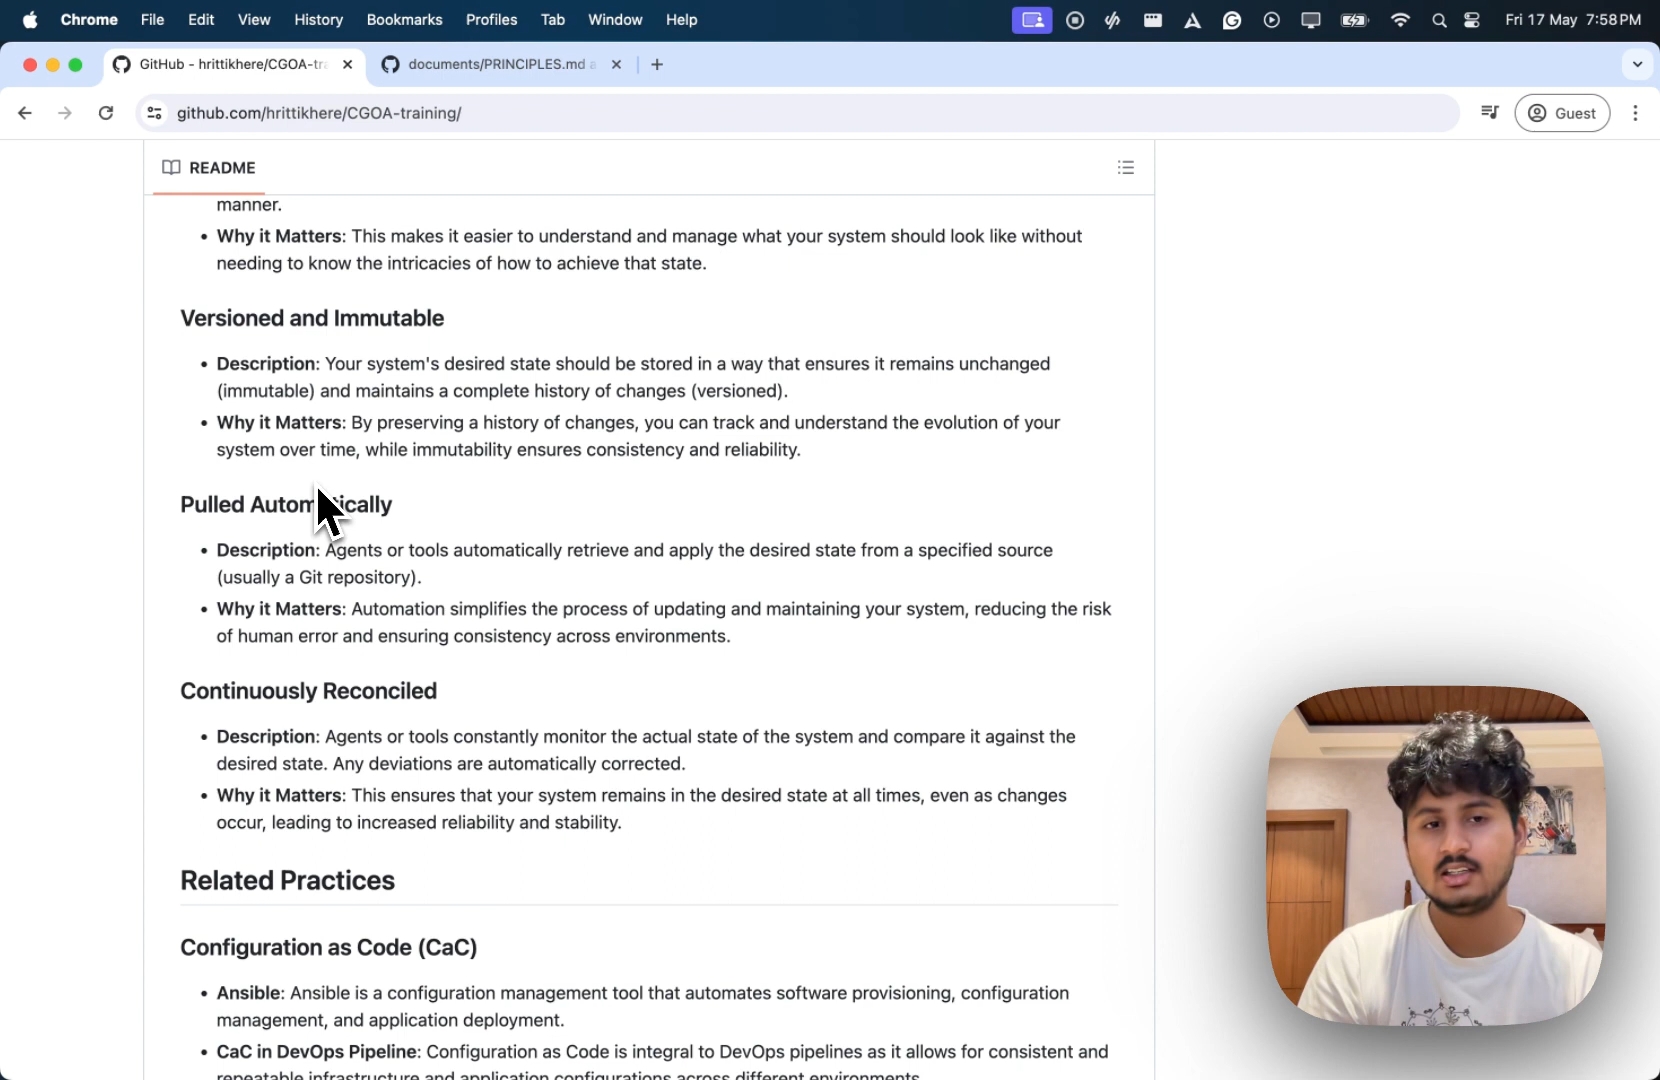 Chrome File Edit View History Bookmarks Profiles Tab Window Help Fri 17 May 7:58 PM
GitHub - hrittikhere/CGOA-tra documents/PRINCIPLES.md a
github.com/hrittikhere/CGOA-training/ Guest
README
manner.
• Why it Matters: This makes it easier to understand and manage what your system should look like without
needing to know the intricacies of how to achieve that state.
Versioned and Immutable
• Description: Your system's desired state should be stored in a way that ensures it remains unchanged
(immutable) and maintains a complete history of changes (versioned).
• Why it Matters: By preserving a history of changes, you can track and understand the evolution of your
system over time, while immutability ensures consistency and reliability.
Pulled Automatically
• Description: Agents or tools automatically retrieve and apply the desired state from a specified source
(usually a Git repository).
• Why it Matters: Automation simplifies the process of updating and maintaining your system, reducing the risk
of human error and ensuring consistency across environments.
Continuously Reconciled
• Description: Agents or tools constantly monitor the actual state of the system and compare it against the
desired state. Any deviations are automatically corrected.
• Why it Matters: This ensures that your system remains in the desired state at all times, even as changes
occur, leading to increased reliability and stability.
Related Practices
Configuration as Code (CaC)
• Ansible: Ansible is a configuration management tool that automates software provisioning, configuration
management, and application deployment.
• CaC in DevOps Pipeline: Configuration as Code is integral to DevOps pipelines as it allows for consistent and
repeatable infrastructure and application configurations across different environments.